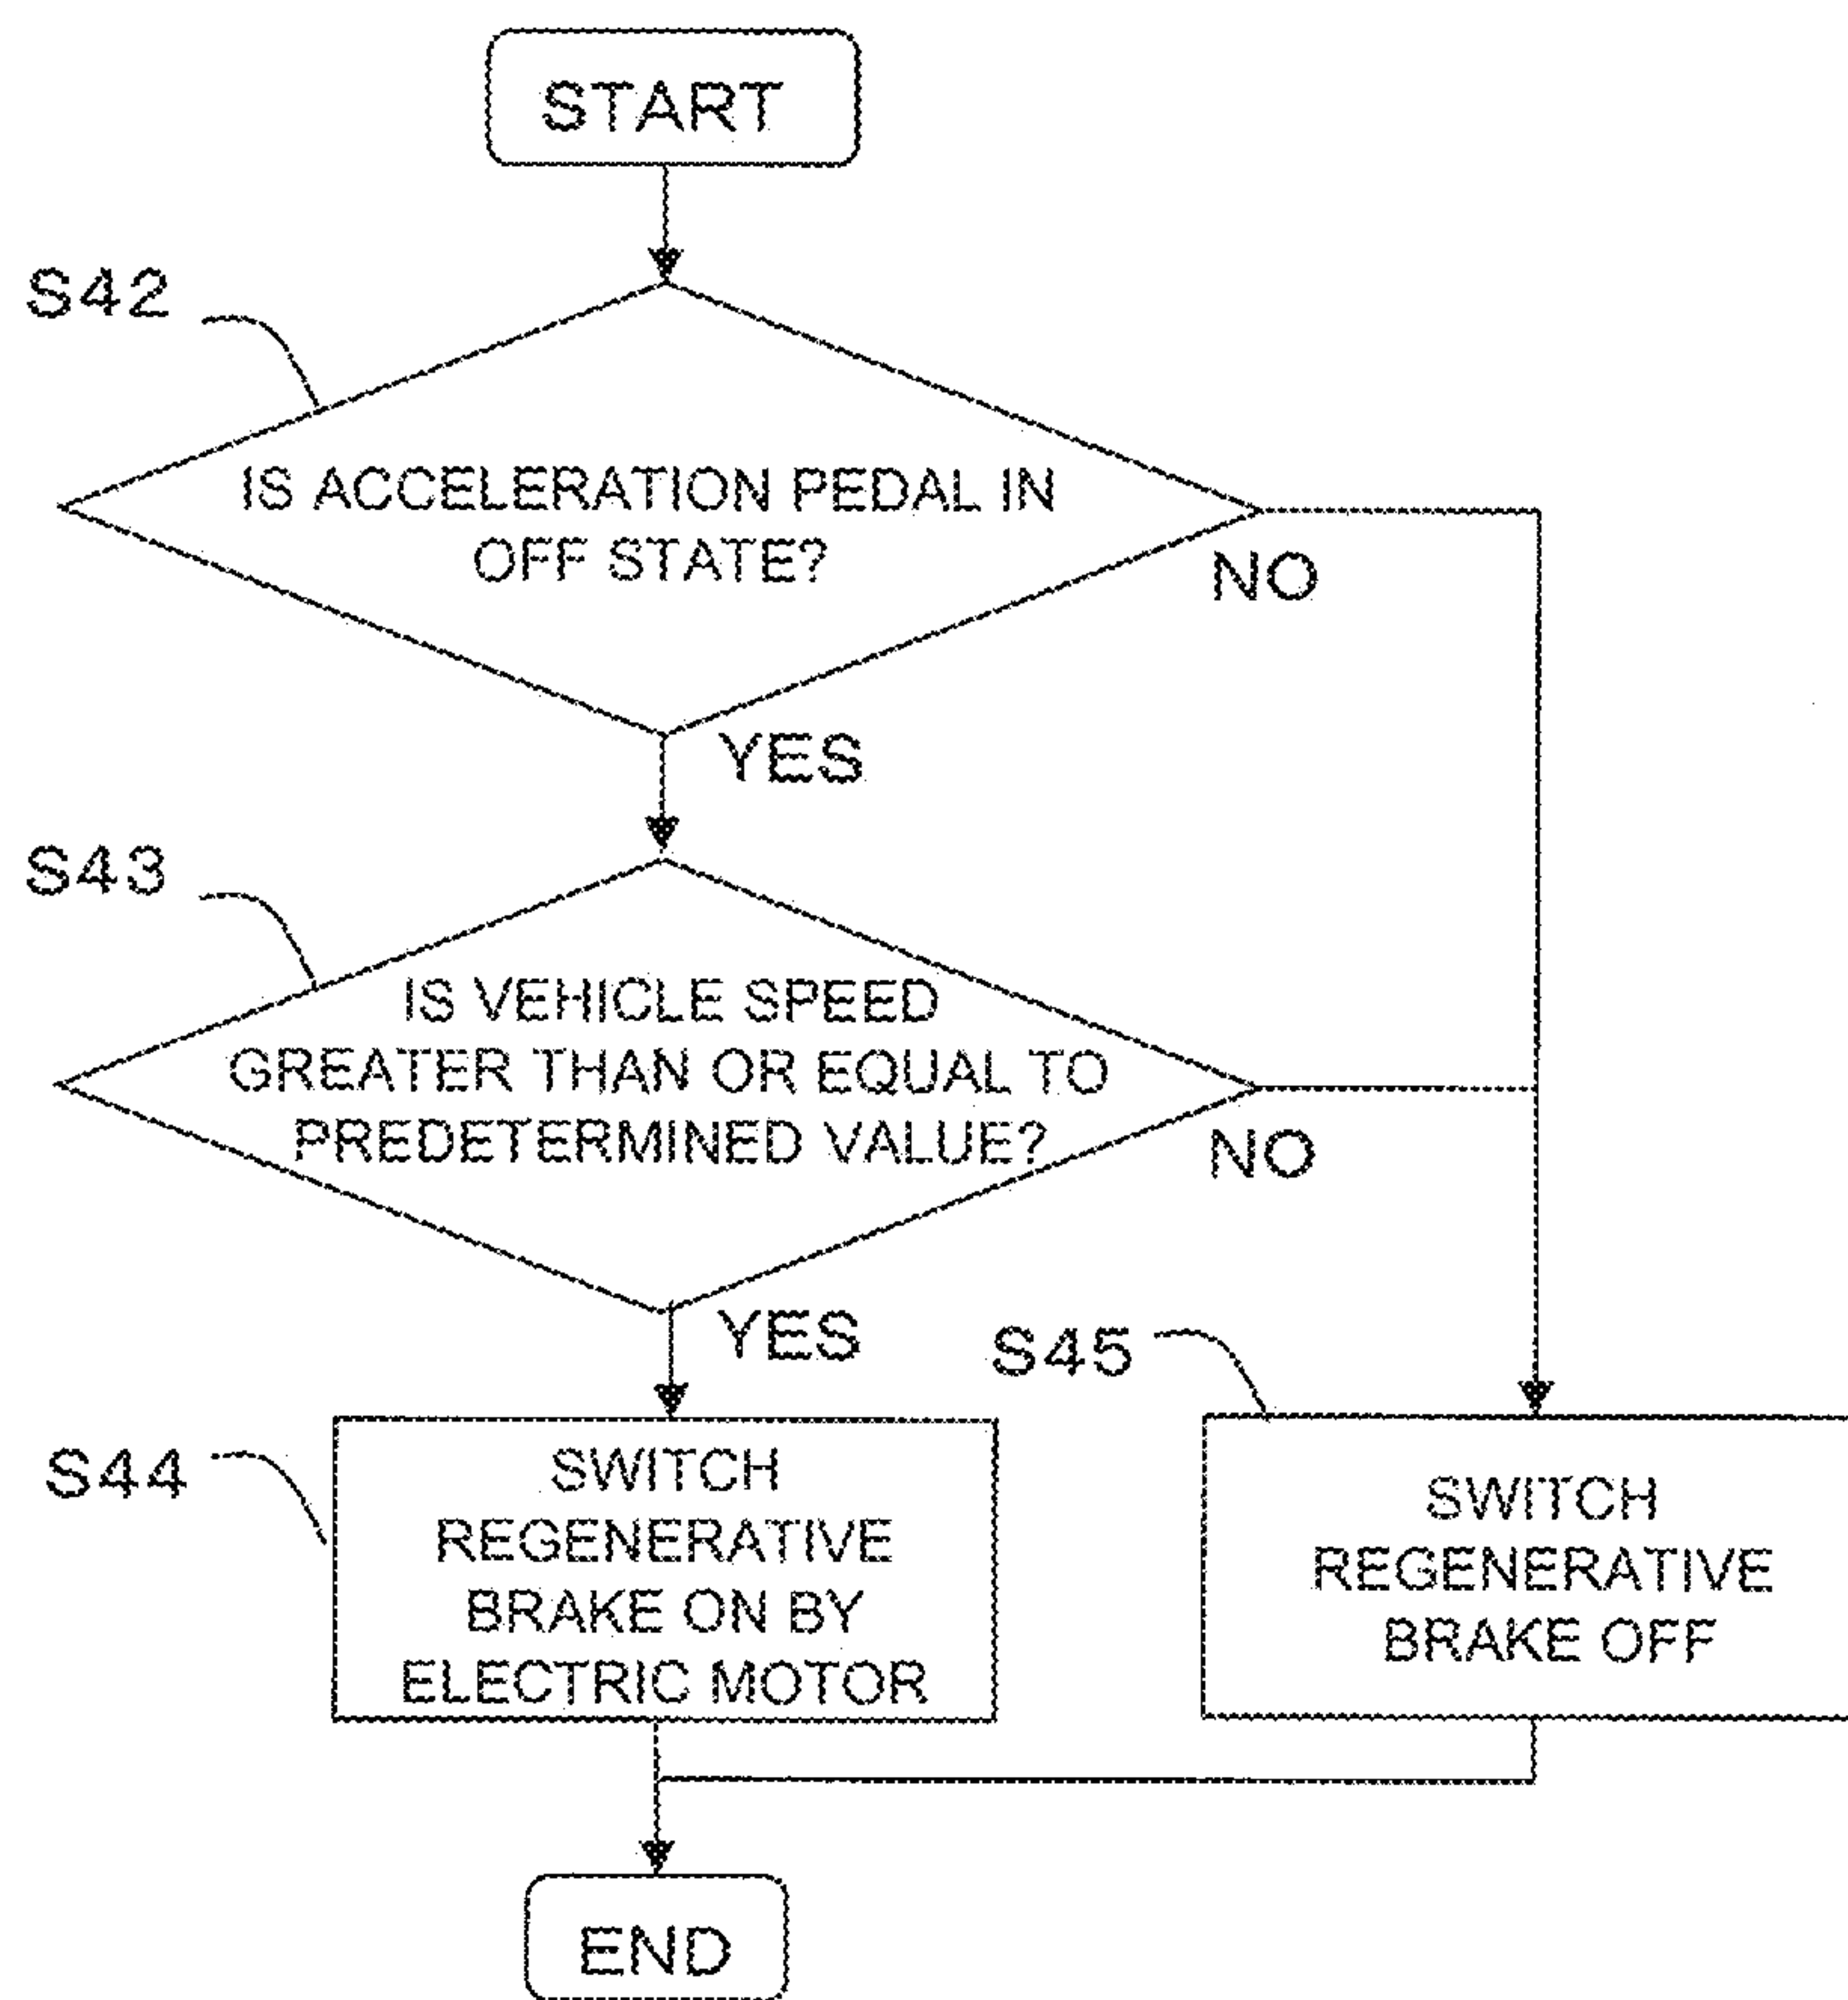 START
S42
IS ACCELERATION PEDAL IN
OFF STATE?
NO
YES
S43
IS VEHICLE SPEED
GREATER THAN OR EQUAL TO
PREDETERMINED VALUE?
NO
YES
S44
SWITCH
REGENERATIVE
BRAKE ON BY
ELECTRIC MOTOR
S45
SWITCH
REGENERATIVE
BRAKE OFF
END